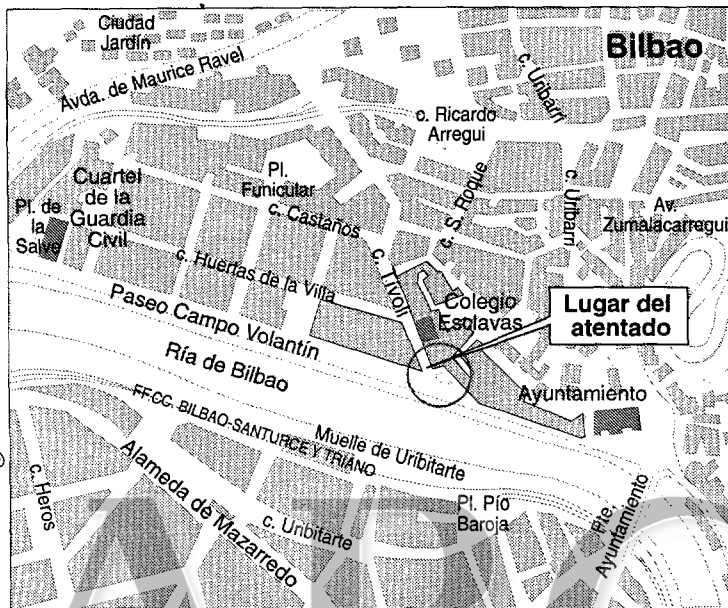 Bilbao
Ciudad
Jardín
Avda. de Maurice Ravel
c. Uribarri
c. Ricardo
Arregui
Pl.
Funicular
c. S. Roque
c. Uribarri
Cuartel
de la
Guardia
Civil
Pl. de
la
Salve
c. Castaños
Av.
Zumalacarregui
c. Huertas de la Villa
c. Tívoli
Colegio
Esclavas
Lugar del
atentado
Paseo Campo Volantín
Ría de Bilbao
Ayuntamiento
FF.CC. BILBAO-SANTURCE Y TRIANO
Muelle de Uribitarte
Alameda de Mazarredo
c. Heros
c. Uribitarte
Pl. Pío
Baroja
Pte.
Ayuntamiento